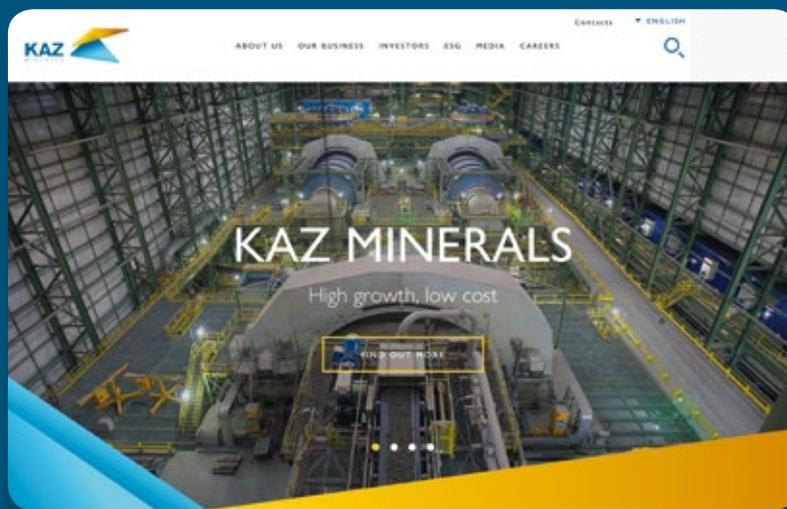 Contacts
ENGLISH
KAZ
MINERALS
ABOUT US OUR BUSINESS INVESTORS ESG MEDIA CAREERS
KAZ MINERALS
High growth, low cost
FIND OUT MORE